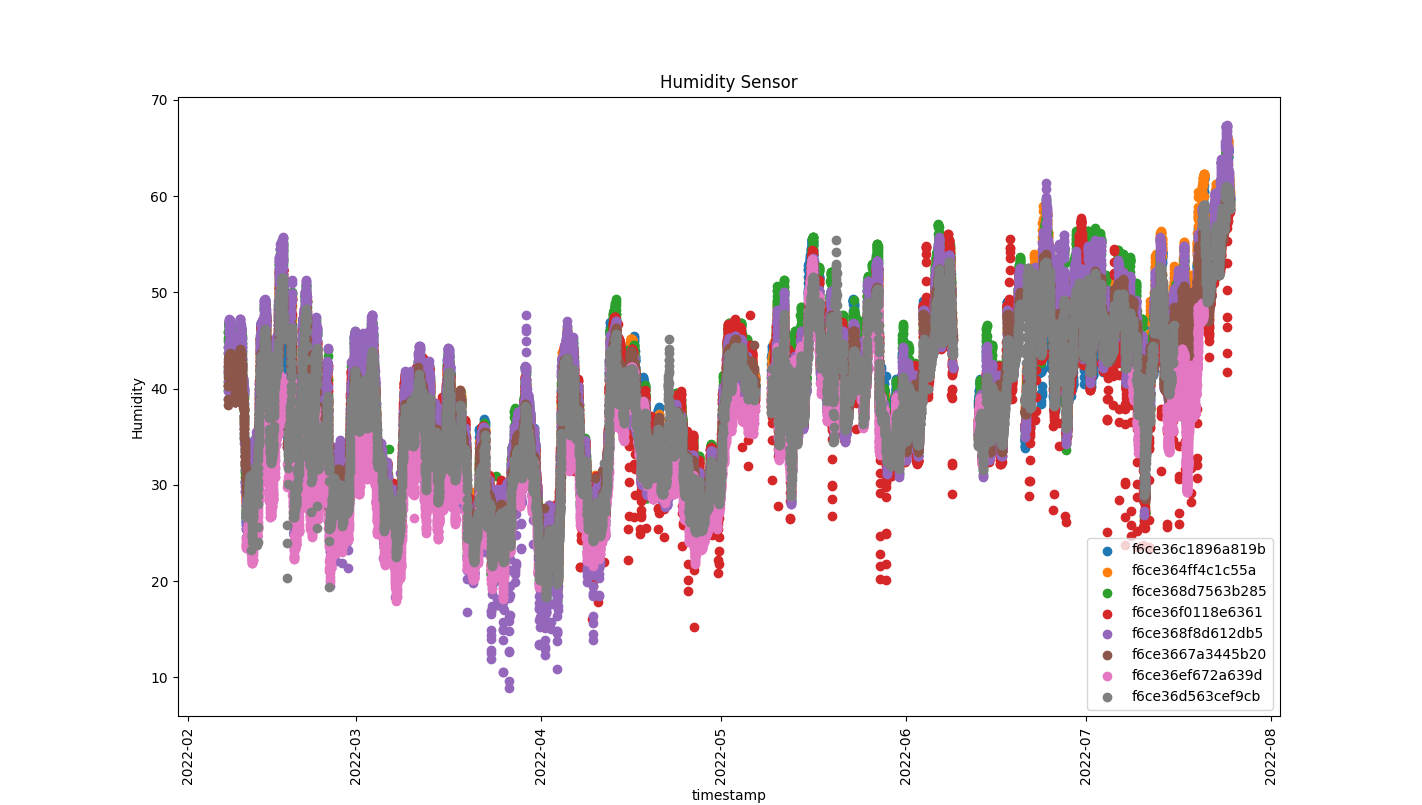 Humidity Sensor
70
60
50
40
30
20
10
Humidity
2022-02
2022-03
2022-04
2022-05
2022-06
2022-07
2022-08
timestamp
f6ce36c1896a819b
f6ce364ff4c1c55a
f6ce368d7563b285
f6ce36f0118e6361
f6ce368f8d612db5
f6ce3667a3445b20
f6ce36ef672a639d
f6ce36d563cef9cb